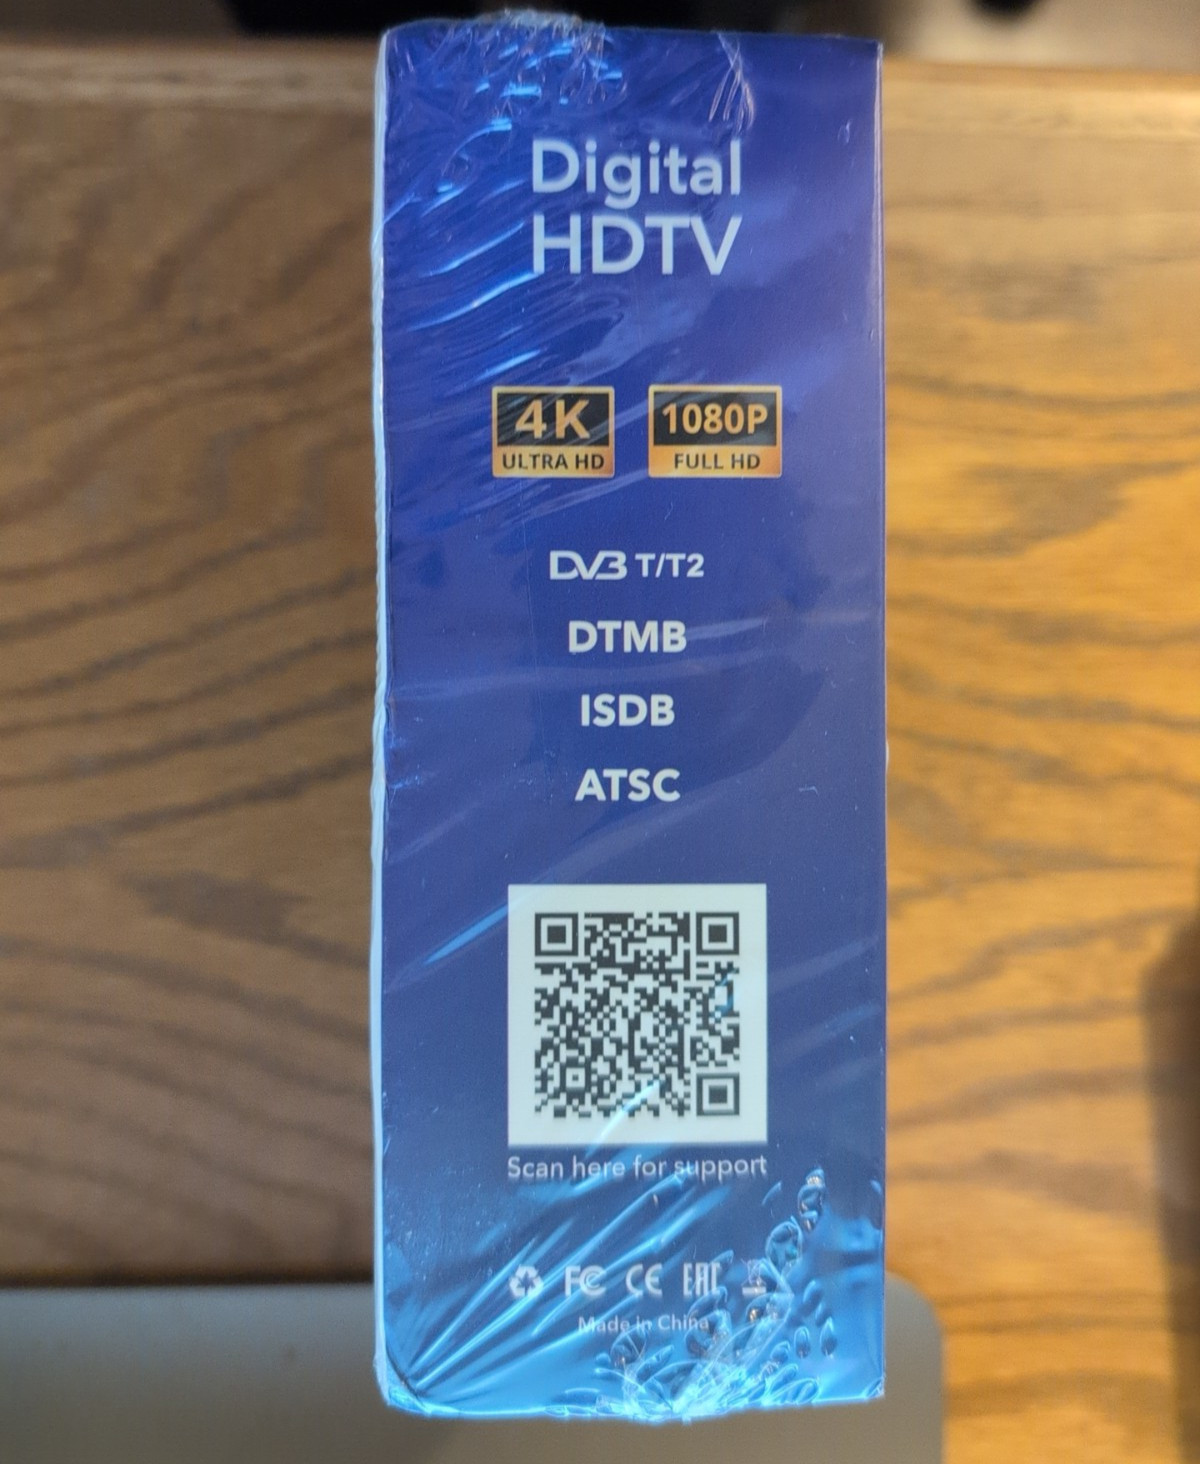 Digital
HDTV
4K
ULTRA HD
1080P
FULL HD
DVB T/T2
DTMB
ISDB
ATSC
Scan here for support
FC CE EAC
Made in China